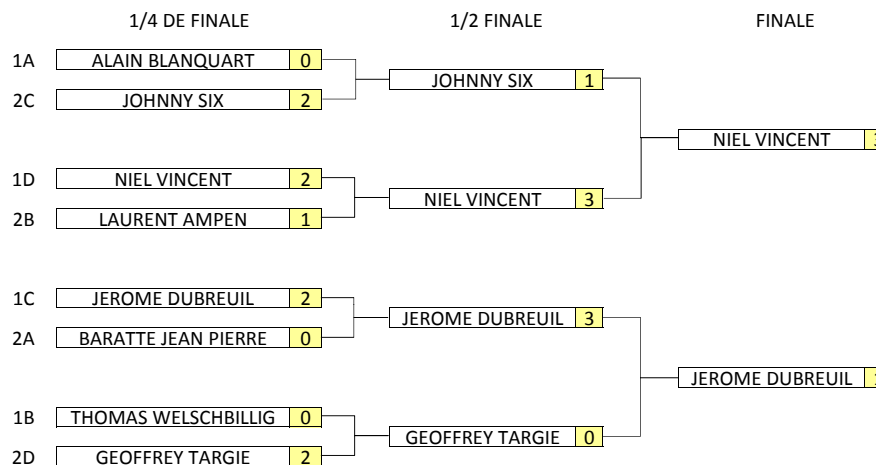 1/4 DE FINALE 1/2 FINALE FINALE
1A ALAIN BLANQUART 0
JOHNNY SIX 1
2C JOHNNY SIX 2
NIEL VINCENT
1D NIEL VINCENT 2
NIEL VINCENT 3
2B LAURENT AMPEN 1
1C JEROME DUBREUIL 2
JEROME DUBREUIL 3
2A BARATTE JEAN PIERRE 0
JEROME DUBREUIL
1B THOMAS WELSCHBILLIG 0
GEOFFREY TARGIE 0
2D GEOFFREY TARGIE 2